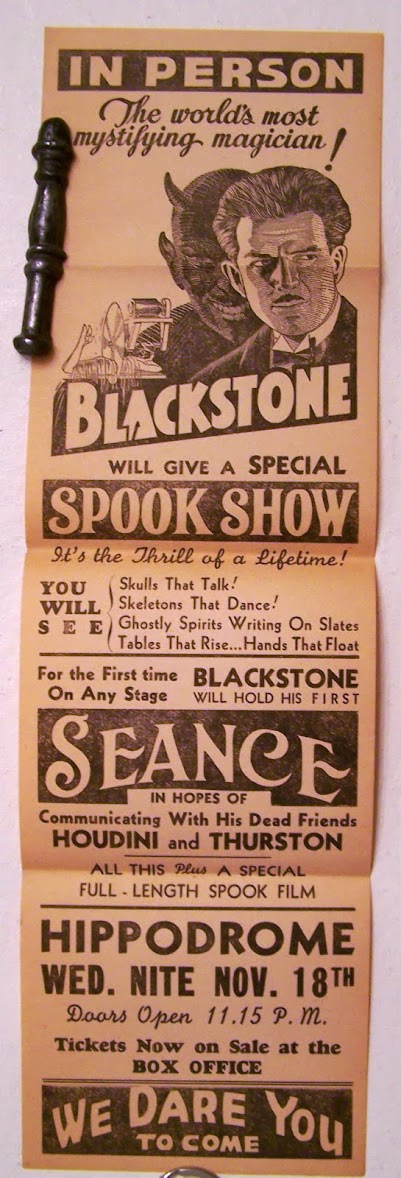 IN PERSON
The world's most
mystifying magician!
BLACKSTONE
WILL GIVE A SPECIAL
SPOOK SHOW
It's the Thrill of a Lifetime!
YOU WILL SEE
Skulls That Talk!
Skeletons That Dance!
Ghostly Spirits Writing On Slates
Tables That Rise...Hands That Float
For the First time
On Any Stage
BLACKSTONE
WILL HOLD HIS FIRST
SEANCE
IN HOPES OF
Communicating With His Dead Friends
HOUDINI and THURSTON
ALL THIS Plus A SPECIAL
FULL-LENGTH SPOOK FILM
HIPPODROME
WED. NITE NOV. 18TH
Doors Open 11.15 P.M.
Tickets Now on Sale at the
BOX OFFICE
WE DARE YOU
TO COME